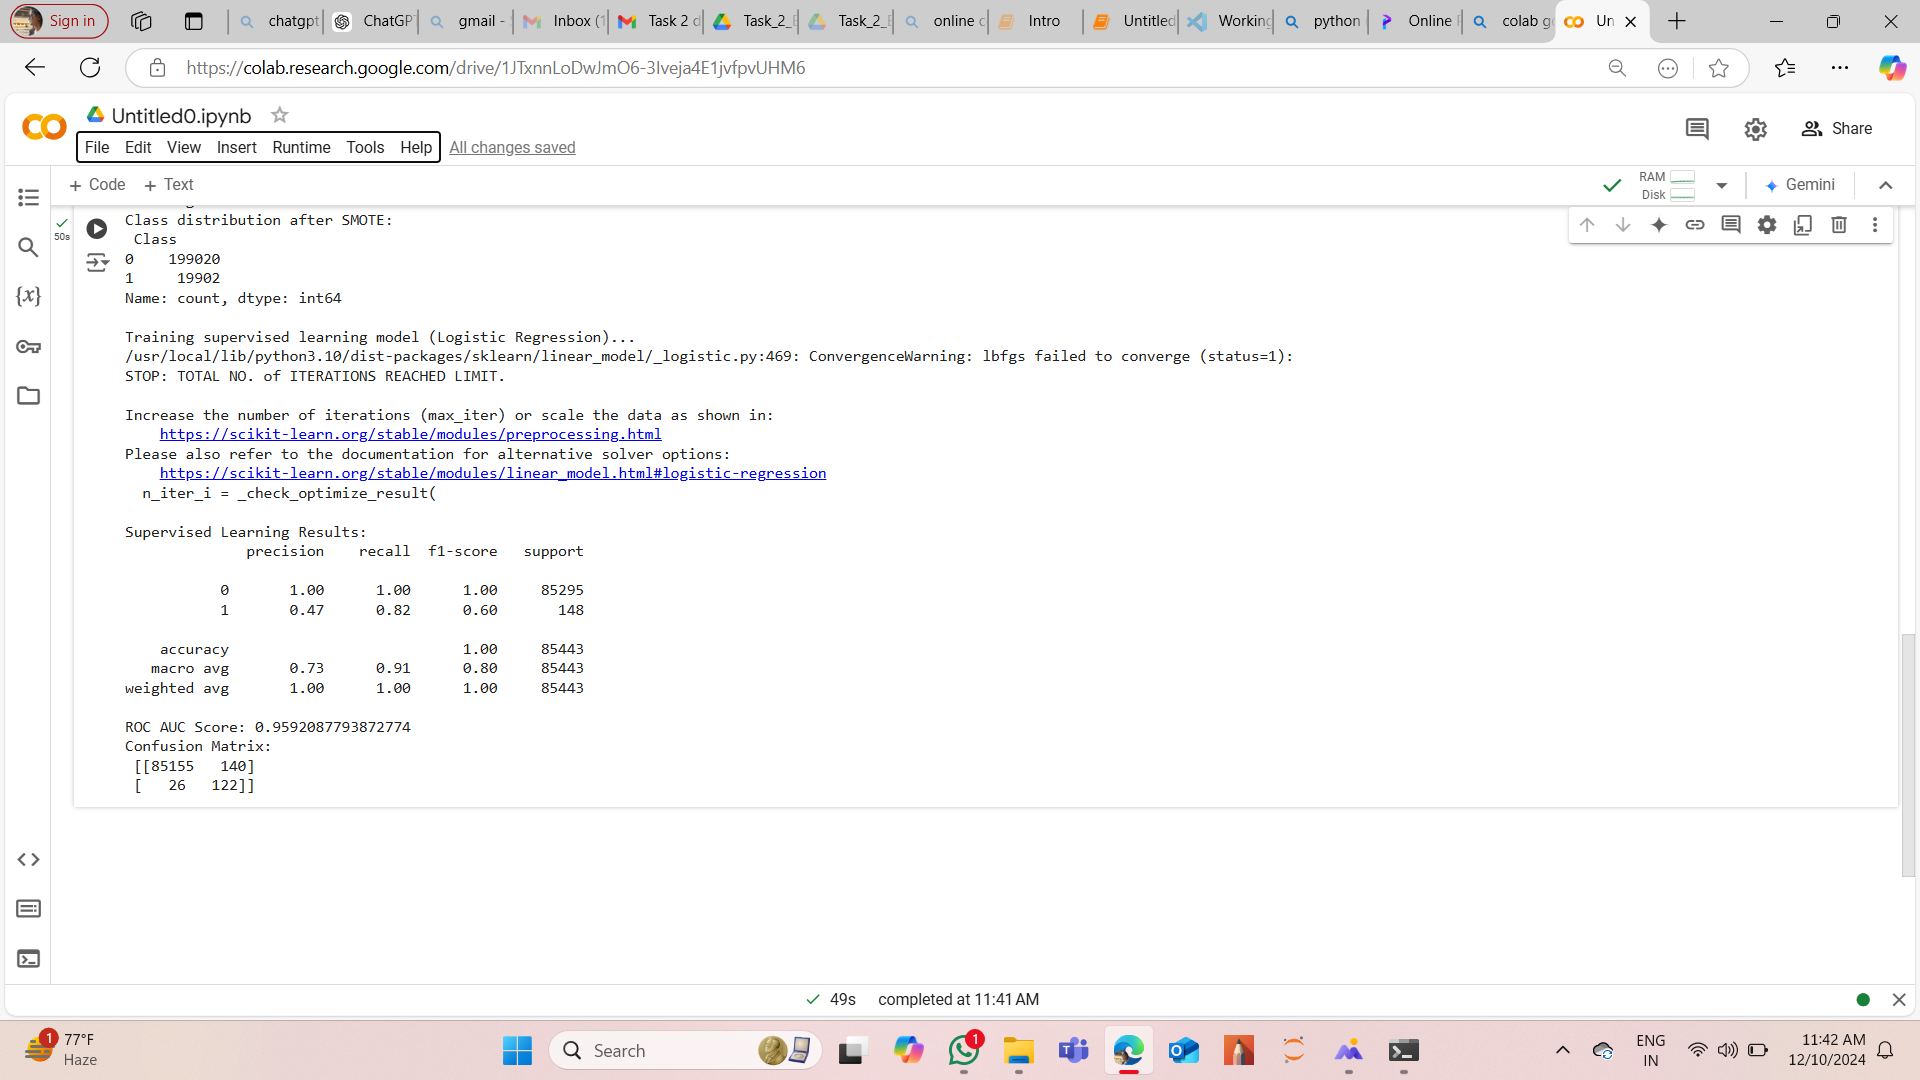 Sign in
chatgpt
ChatGP
gmail -
Inbox (1
Task 2 d
Task_2_
Task_2_
online c
Intro
Untitled
Working
python
Online
colab g
Un
https://colab.research.google.com/drive/1JTxnnLoDwJmO6-3Iveja4E1jvfpvUHM6
Untitled0.ipynb
Share
File Edit View Insert Runtime Tools Help All changes saved
+ Code + Text
RAM
Disk
Gemini
50s
Class distribution after SMOTE:
Class
0 199020
1 19902
Name: count, dtype: int64
Training supervised learning model (Logistic Regression)...
/usr/local/lib/python3.10/dist-packages/sklearn/linear_model/_logistic.py:469: ConvergenceWarning: lbfgs failed to converge (status=1):
STOP: TOTAL NO. of ITERATIONS REACHED LIMIT.
Increase the number of iterations (max_iter) or scale the data as shown in:
https://scikit-learn.org/stable/modules/preprocessing.html
Please also refer to the documentation for alternative solver options:
https://scikit-learn.org/stable/modules/linear_model.html#logistic-regression
n_iter_i = _check_optimize_result(
Supervised Learning Results:
precision recall f1-score support
0 1.00 1.00 1.00 85295
1 0.47 0.82 0.60 148
accuracy 1.00 85443
macro avg 0.73 0.91 0.80 85443
weighted avg 1.00 1.00 1.00 85443
ROC AUC Score: 0.9592087793872774
Confusion Matrix:
[[85155 140]
[ 26 122]]
49s completed at 11:41 AM
1
77°F
Haze
Search
1
ENG
IN
11:42 AM
12/10/2024